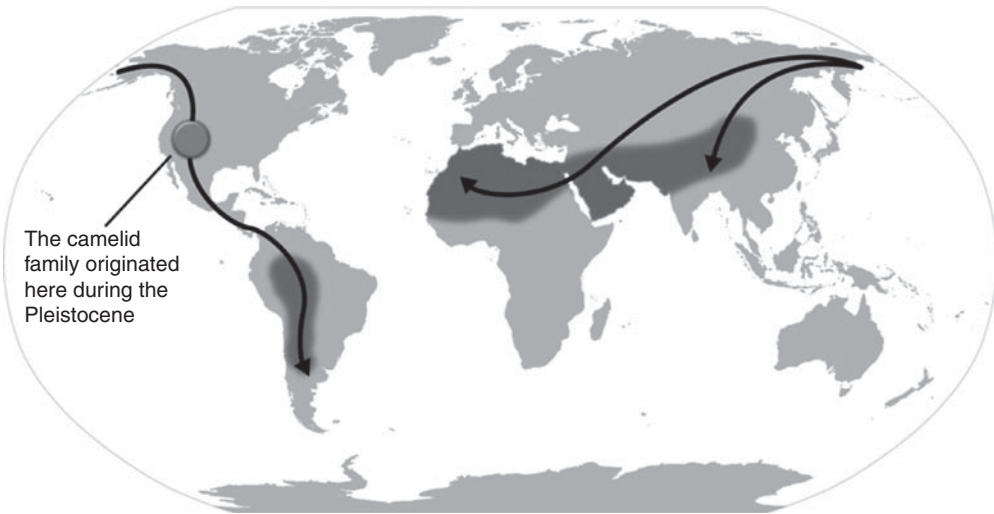 The camelid
family originated
here during the
Pleistocene